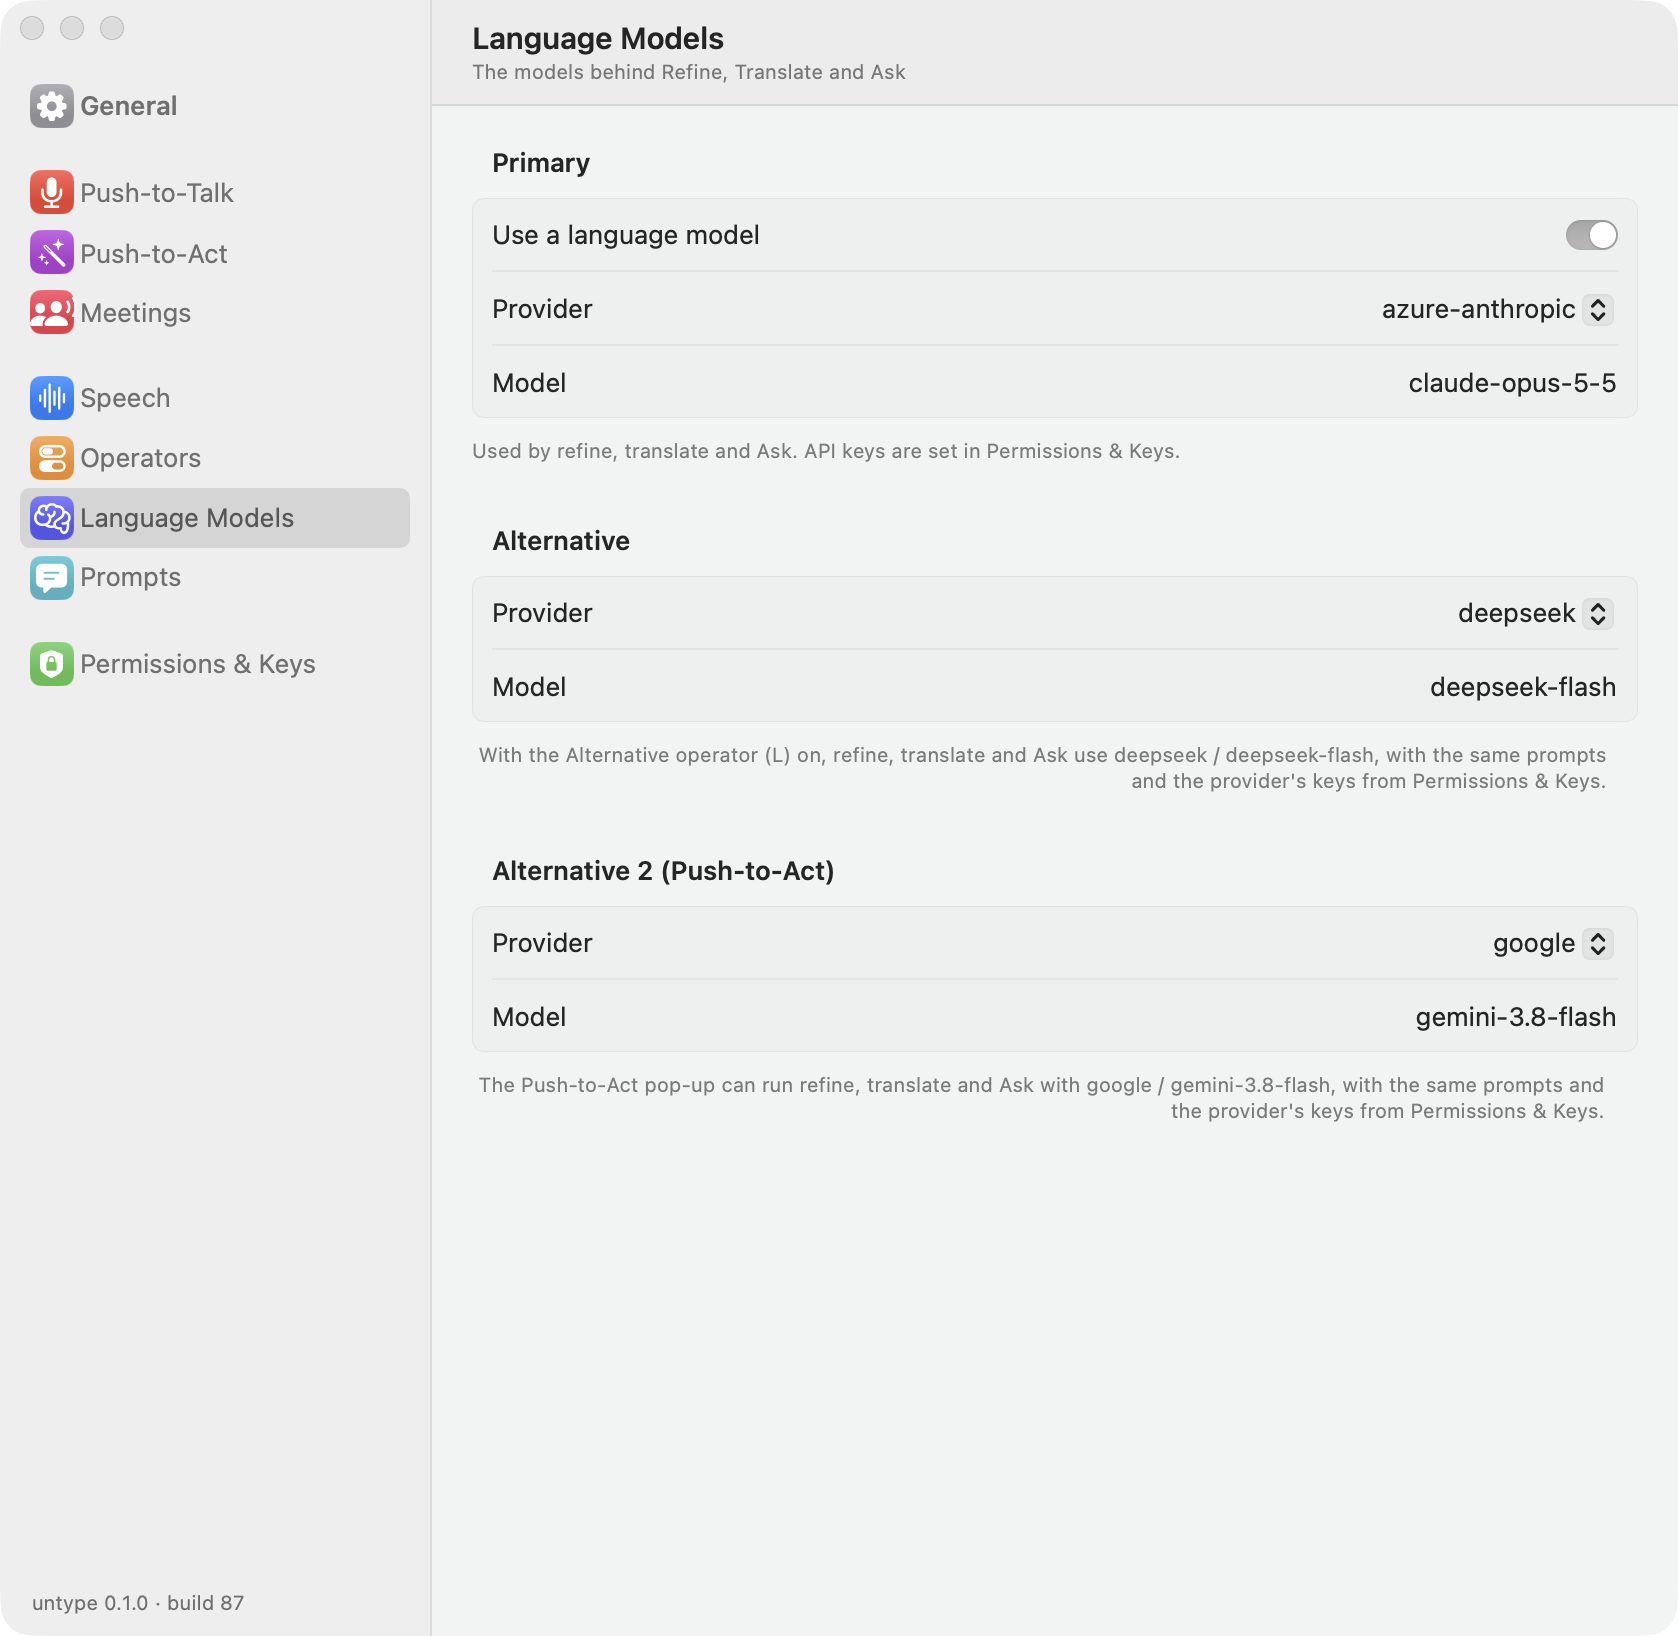 General
Push-to-Talk
Push-to-Act
Meetings
Speech
Operators
Language Models
Prompts
Permissions & Keys
untype 0.1.0 · build 87
Language Models
The models behind Refine, Translate and Ask
Primary
Use a language model
Provider azure-anthropic
Model claude-opus-5-5
Used by refine, translate and Ask. API keys are set in Permissions & Keys.
Alternative
Provider deepseek
Model deepseek-flash
With the Alternative operator (L) on, refine, translate and Ask use deepseek / deepseek-flash, with the same prompts
and the provider's keys from Permissions & Keys.
Alternative 2 (Push-to-Act)
Provider google
Model gemini-3.8-flash
The Push-to-Act pop-up can run refine, translate and Ask with google / gemini-3.8-flash, with the same prompts and
the provider's keys from Permissions & Keys.